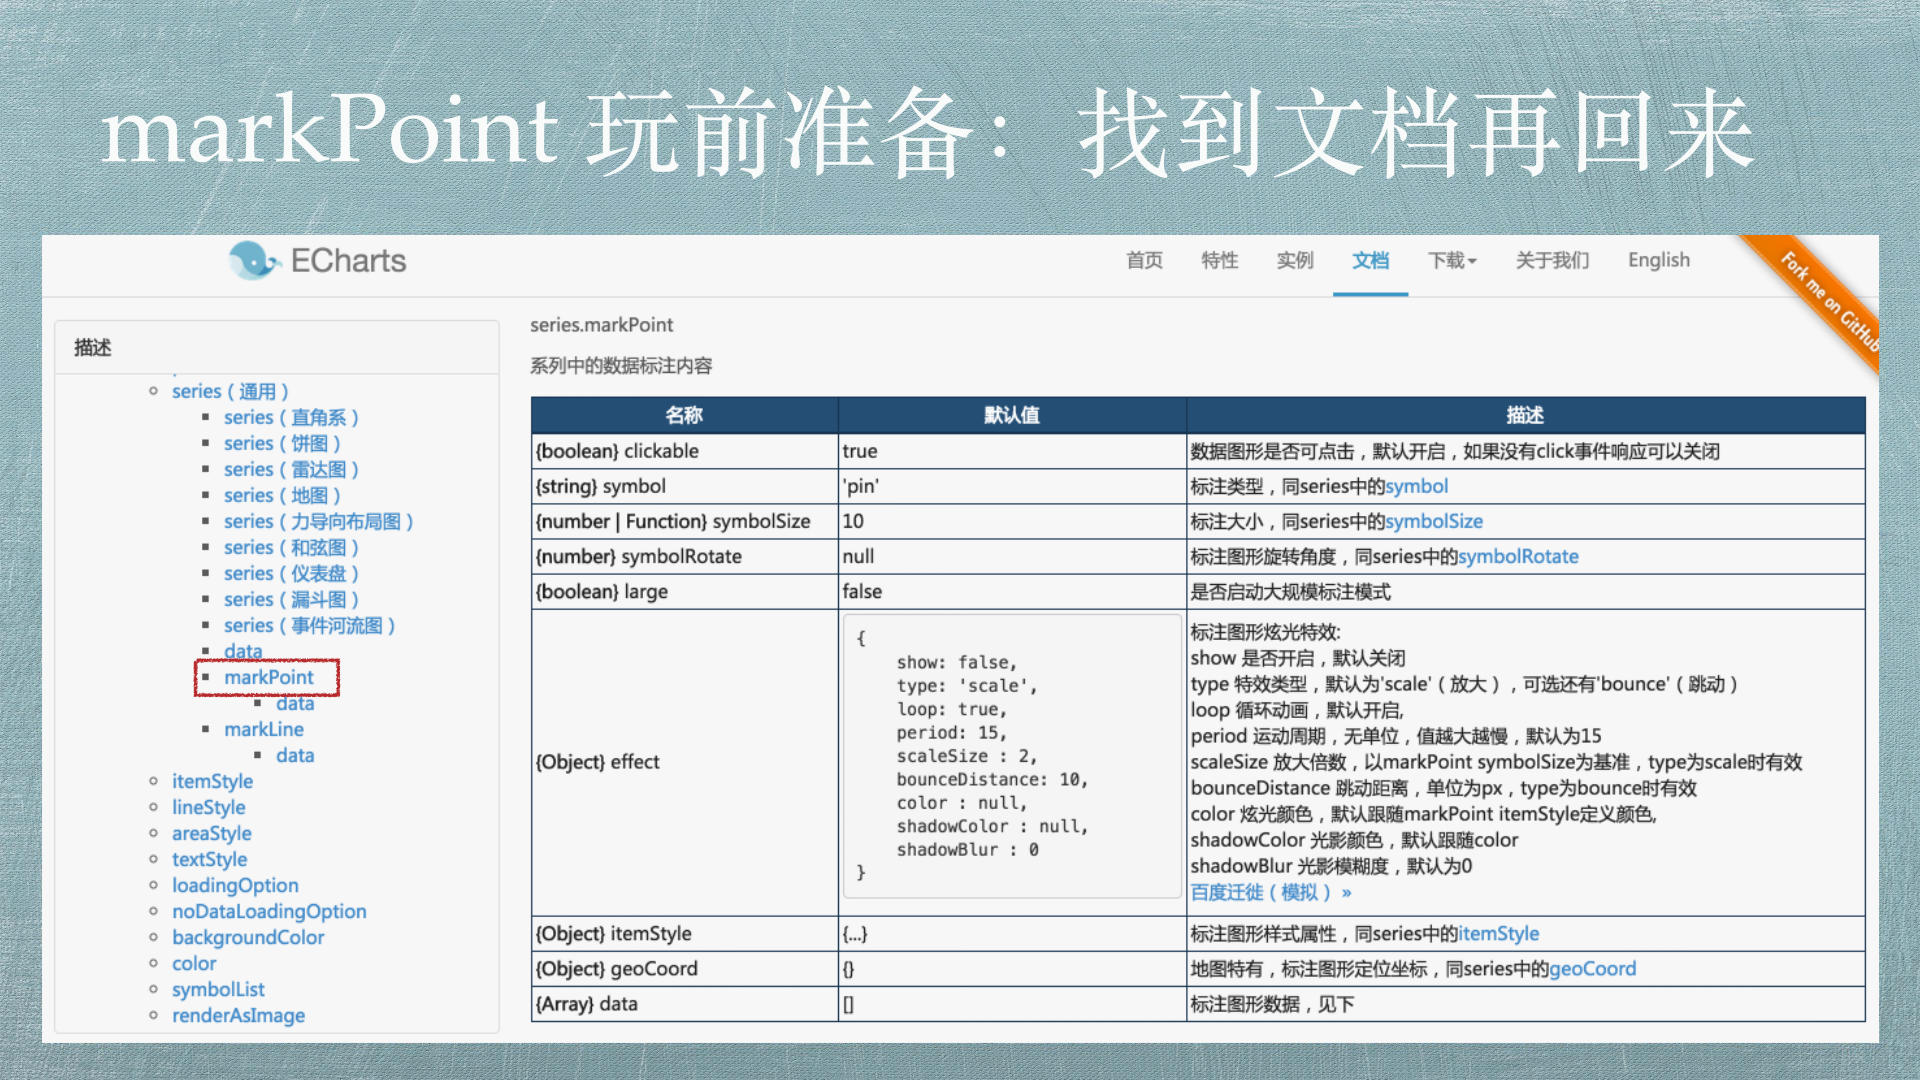 markPoint 玩前准备：找到文档再回来
ECharts
首页 特性 实例 文档 下载 关于我们 English
Fork me on GitHub
描述
series（通用）
series（直角系）
series（饼图）
series（雷达图）
series（地图）
series（力导向布局图）
series（和弦图）
series（仪表盘）
series（漏斗图）
series（事件河流图）
data
markPoint
data
markLine
data
itemStyle
lineStyle
areaStyle
textStyle
loadingOption
noDataLoadingOption
backgroundColor
color
symbolList
renderAsImage
series.markPoint
系列中的数据标注内容
名称 默认值 描述
{boolean} clickable true 数据图形是否可点击，默认开启，如果没有click事件响应可以关闭
{string} symbol 'pin' 标注类型，同series中的symbol
{number | Function} symbolSize 10 标注大小，同series中的symbolSize
{number} symbolRotate null 标注图形旋转角度，同series中的symbolRotate
{boolean} large false 是否启动大规模标注模式
{Object} effect
{
show: false,
type: 'scale',
loop: true,
period: 15,
scaleSize : 2,
bounceDistance: 10,
color : null,
shadowColor : null,
shadowBlur : 0
}
标注图形炫光特效:
show 是否开启，默认关闭
type 特效类型，默认为'scale'（放大），可选还有'bounce'（跳动）
loop 循环动画，默认开启,
period 运动周期，无单位，值越大越慢，默认为15
scaleSize 放大倍数，以markPoint symbolSize为基准，type为scale时有效
bounceDistance 跳动距离，单位为px，type为bounce时有效
color 炫光颜色，默认跟随markPoint itemStyle定义颜色,
shadowColor 光影颜色，默认跟随color
shadowBlur 光影模糊度，默认为0
百度迁徙（模拟）»
{Object} itemStyle {...} 标注图形样式属性，同series中的itemStyle
{Object} geoCoord {} 地图特有，标注图形定位坐标，同series中的geoCoord
{Array} data [] 标注图形数据，见下